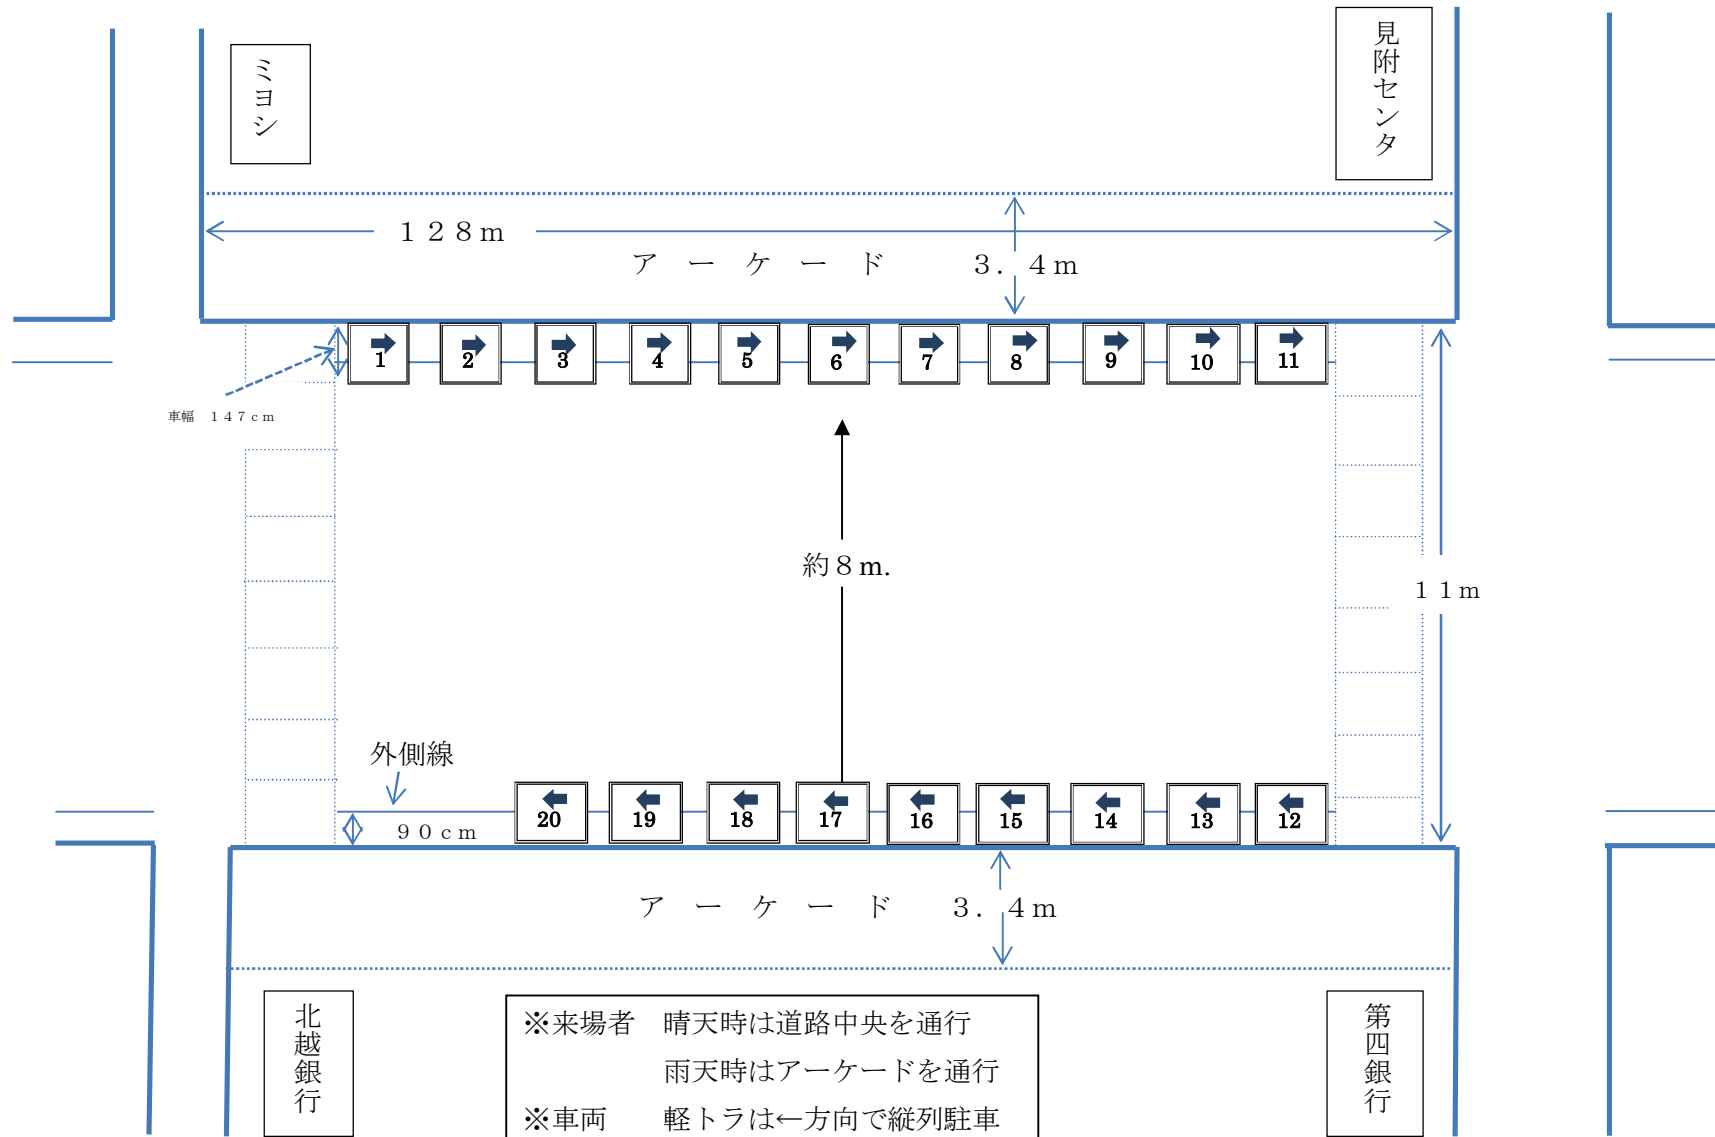 ミヨシ
見附センタ
１２８ｍ
アーケード　３．４ｍ
1 2 3 4 5 6 7 8 9 10 11
車幅　１４７ｃｍ
約８m.
１１ｍ
外側線
９０ｃｍ
20 19 18 17 16 15 14 13 12
アーケード　３．４ｍ
北越銀行
第四銀行
※来場者　晴天時は道路中央を通行
雨天時はアーケードを通行
※車両　軽トラは←方向で縦列駐車